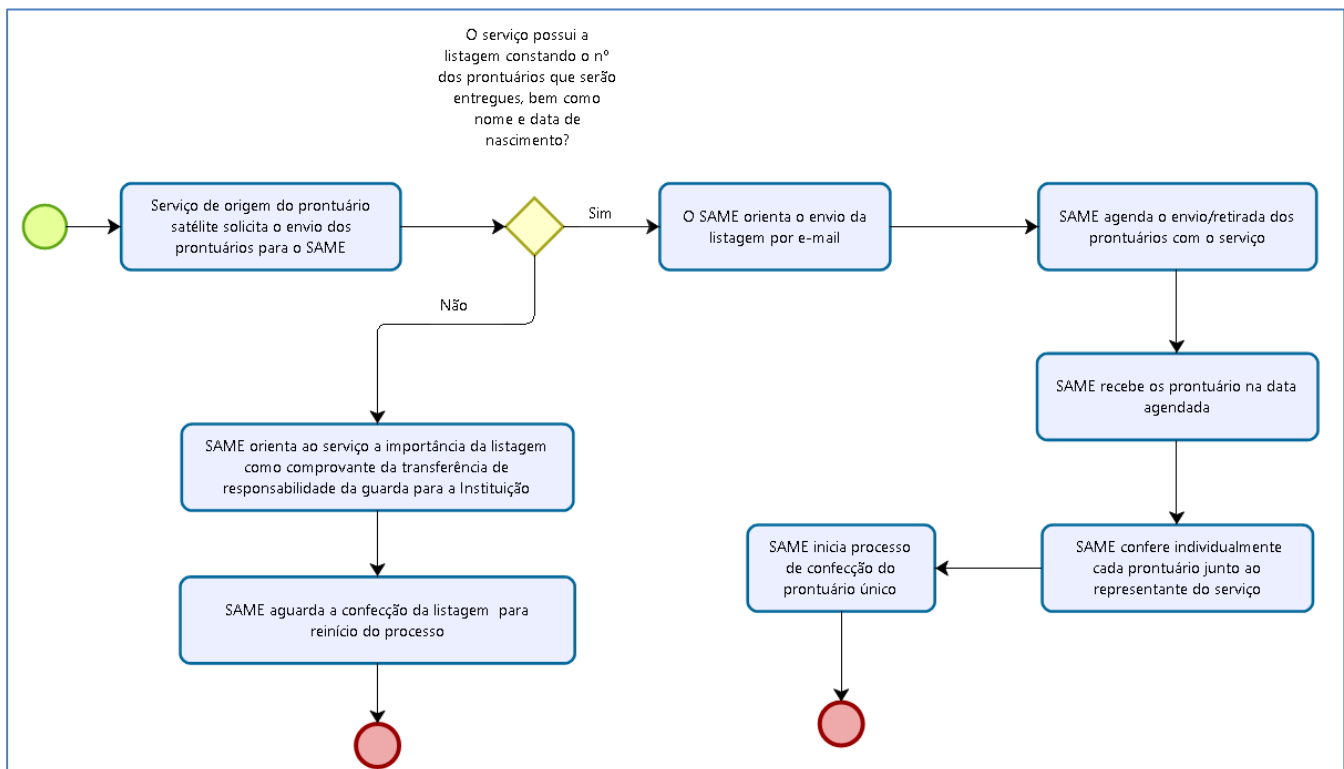 O serviço possui a
listagem constando o nº
dos prontuários que serão
entregues, bem como
nome e data de
nascimento?
Serviço de origem do prontuário
satélite solicita o envio dos
prontuários para o SAME
Sim
O SAME orienta o envio da
listagem por e-mail
SAME agenda o envio/retirada dos
prontuários com o serviço
Não
SAME recebe os prontuário na data
agendada
SAME orienta ao serviço a importância da listagem
como comprovante da transferência de
responsabilidade da guarda para a Instituição
SAME inicia processo
de confecção do
prontuário único
SAME confere individualmente
cada prontuário junto ao
representante do serviço
SAME aguarda a confecção da listagem  para
reinício do processo